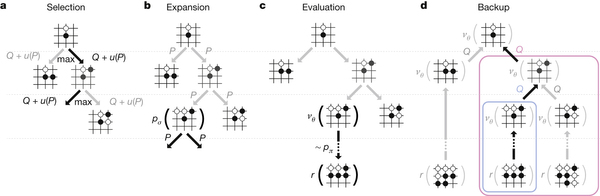 a Selection
b Expansion
c Evaluation
d Backup
Q + u(P) max Q + u(P)
Q + u(P) max Q + u(P)
P P
P P
pσ
P P
vθ
~ pπ
r
vθ
Q Q
vθ vθ
Q Q
vθ vθ
r r r